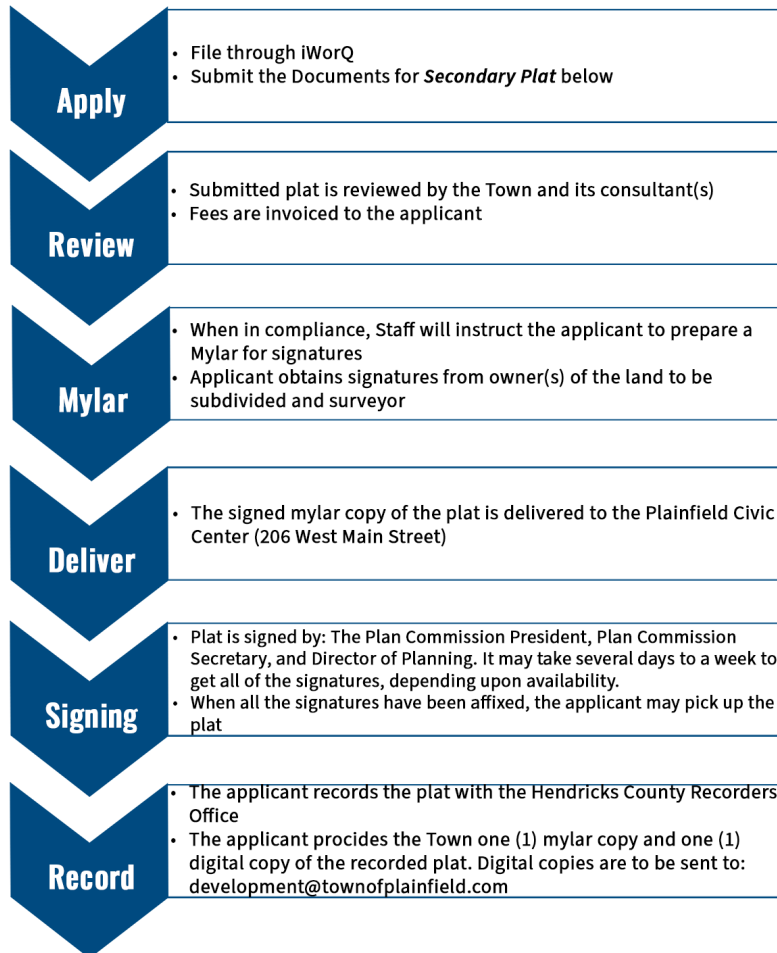 Apply
• File through iWorQ
• Submit the Documents for Secondary Plat below
Review
• Submitted plat is reviewed by the Town and its consultant(s)
• Fees are invoiced to the applicant
Mylar
• When in compliance, Staff will instruct the applicant to prepare a
Mylar for signatures
• Applicant obtains signatures from owner(s) of the land to be
subdivided and surveyor
Deliver
• The signed mylar copy of the plat is delivered to the Plainfield Civic
Center (206 West Main Street)
Signing
• Plat is signed by: The Plan Commission President, Plan Commission
Secretary, and Director of Planning. It may take several days to a week to
get all of the signatures, depending upon availability.
• When all the signatures have been affixed, the applicant may pick up the
plat
Record
• The applicant records the plat with the Hendricks County Recorders
Office
• The applicant procides the Town one (1) mylar copy and one (1)
digital copy of the recorded plat. Digital copies are to be sent to:
development@townofplainfield.com